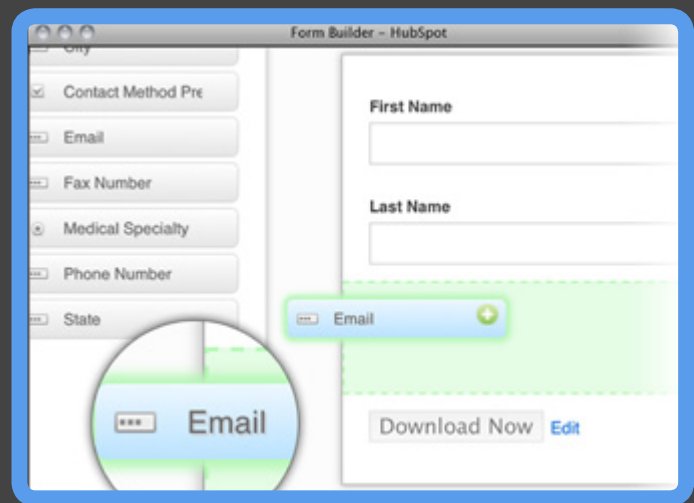 Form Builder – HubSpot
City
Contact Method Pre
Email
Fax Number
Medical Specialty
Phone Number
State
First Name
Last Name
Email
Download Now Edit
Email